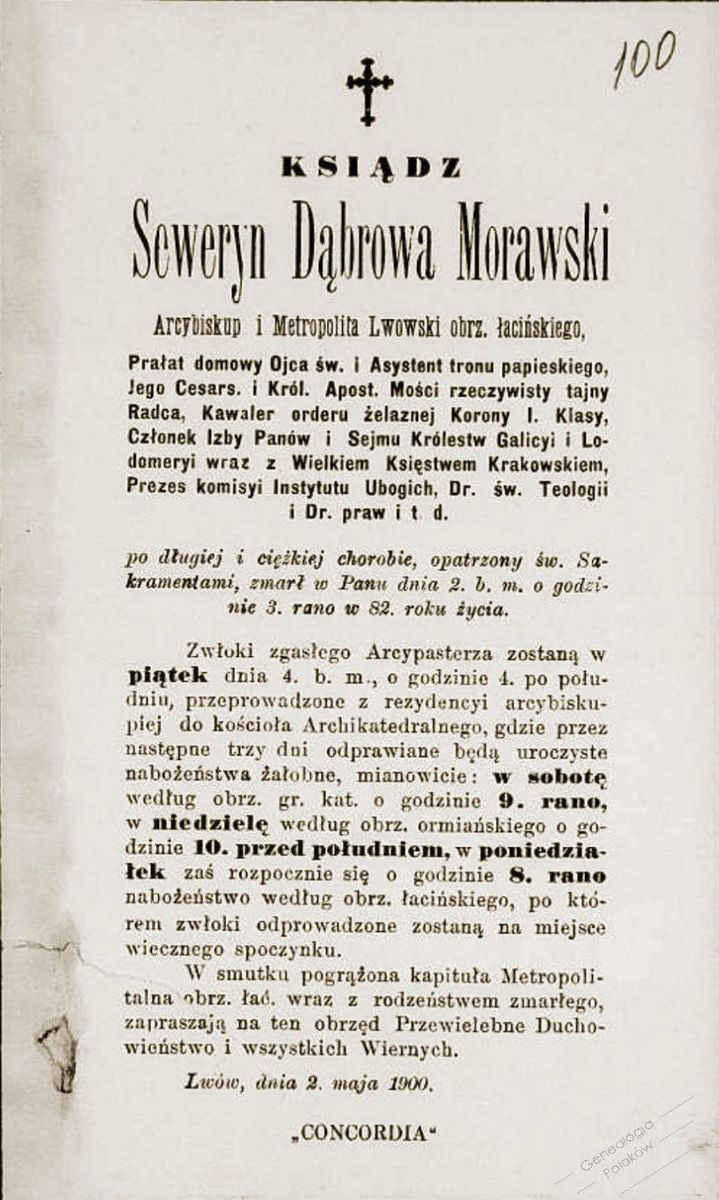 100
KSIĄDZ
Seweryn Dąbrowa Morawski
Arcybiskup i Metropolita Lwowski obrz. łacińskiego,
Prałat domowy Ojca św. i Asystent tronu papieskiego,
Jego Cesars. i Król. Apost. Mości rzeczywisty tajny
Radca, Kawaler orderu żelaznej Korony I. Klasy,
Członek Izby Panów i Sejmu Królestw Galicyi i Lo-
domeryi wraz z Wielkiem Księstwem Krakowskiem,
Prezes komisyi Instytutu Ubogich, Dr. św. Teologii
i Dr. praw i t d.
po długiej i ciężkiej chorobie, opatrzony św. Sa-
kramentami, zmarł w Panu dnia 2. b. m. o godzi-
nie 3. rano w 82. roku życia.
Zwłoki zgasłego Arcypasterza zostaną w
piątek dnia 4. b. m., o godzinie 4. po połu-
dniu, przeprowadzone z rezydencyi arcybisku-
piej do kościoła Archikatedralnego, gdzie przez
następne trzy dni odprawiane będą uroczyste
nabożeństwa żałobne, mianowicie: w sobotę
według obrz. gr. kat. o godzinie 9. rano,
w niedzielę według obrz. ormiańskiego o go-
dzinie 10. przed południem, w poniedzia-
łek zaś rozpocznie się o godzinie 8. rano
nabożeństwo według obrz. łacińskiego, po któ-
rem zwłoki odprowadzone zostaną na miejsce
wiecznego spoczynku.
W smutku pogrążona kapituła Metropoli-
talna obrz. łać. wraz z rodzeństwem zmarłego,
zapraszają na ten obrzęd Przewielebne Ducho-
wieństwo i wszystkich Wiernych.
Lwów, dnia 2. maja 1900.
„CONCORDIA“
Genealogia
Polaków